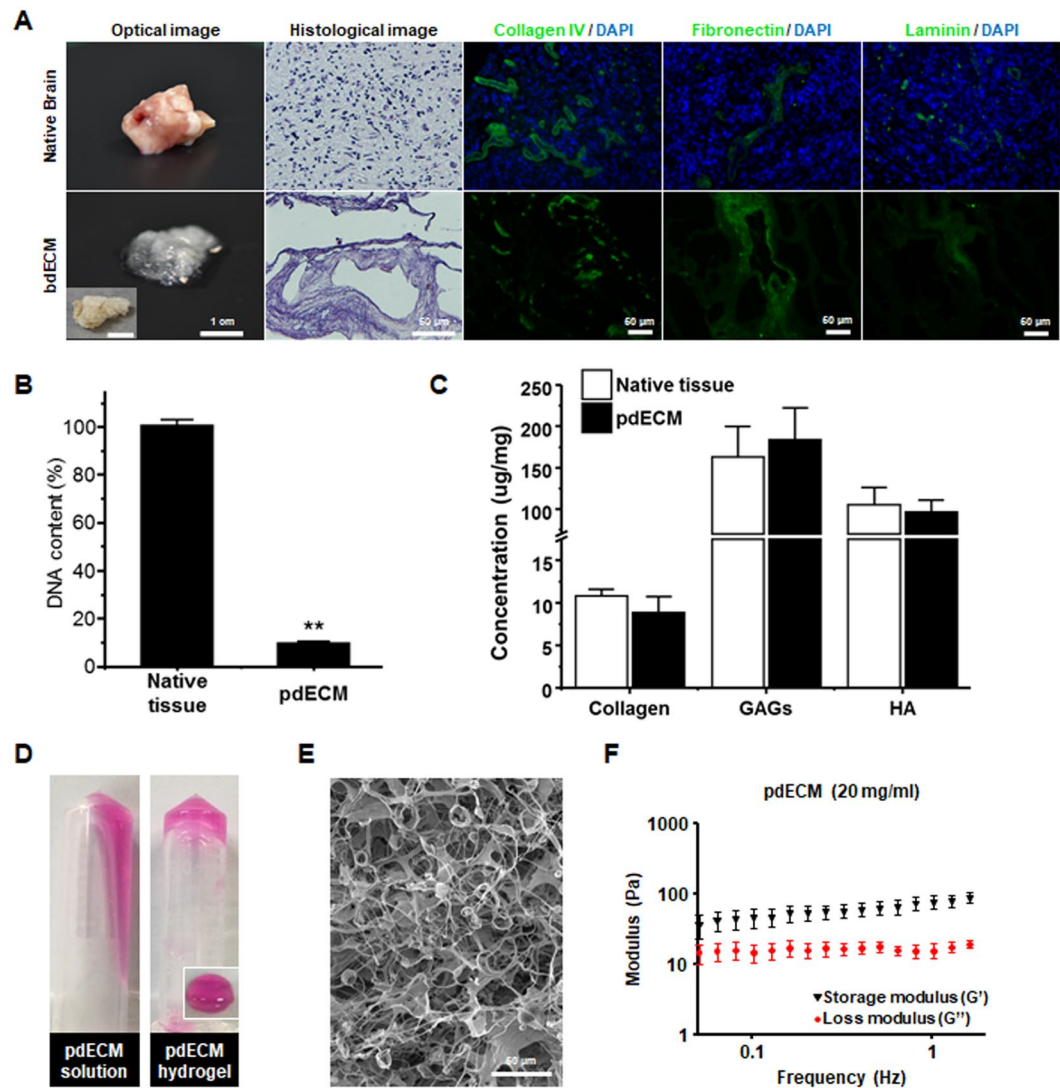 A
Optical image
Histological image
Collagen IV / DAPI
Fibronectin / DAPI
Laminin / DAPI
Native Brain
bdECM
1 cm
50 μm
50 μm
50 μm
50 μm
B
DNA content (%)
100
80
60
40
20
0
**
Native tissue
pdECM
C
Native tissue
pdECM
Concentration (ug/mg)
250
200
150
100
15
10
5
0
Collagen
GAGs
HA
D
pdECM solution
pdECM hydrogel
E
50 μm
F
pdECM (20 mg/ml)
Modulus (Pa)
1000
100
10
1
Storage modulus (G')
Loss modulus (G'')
0.1
1
Frequency (Hz)